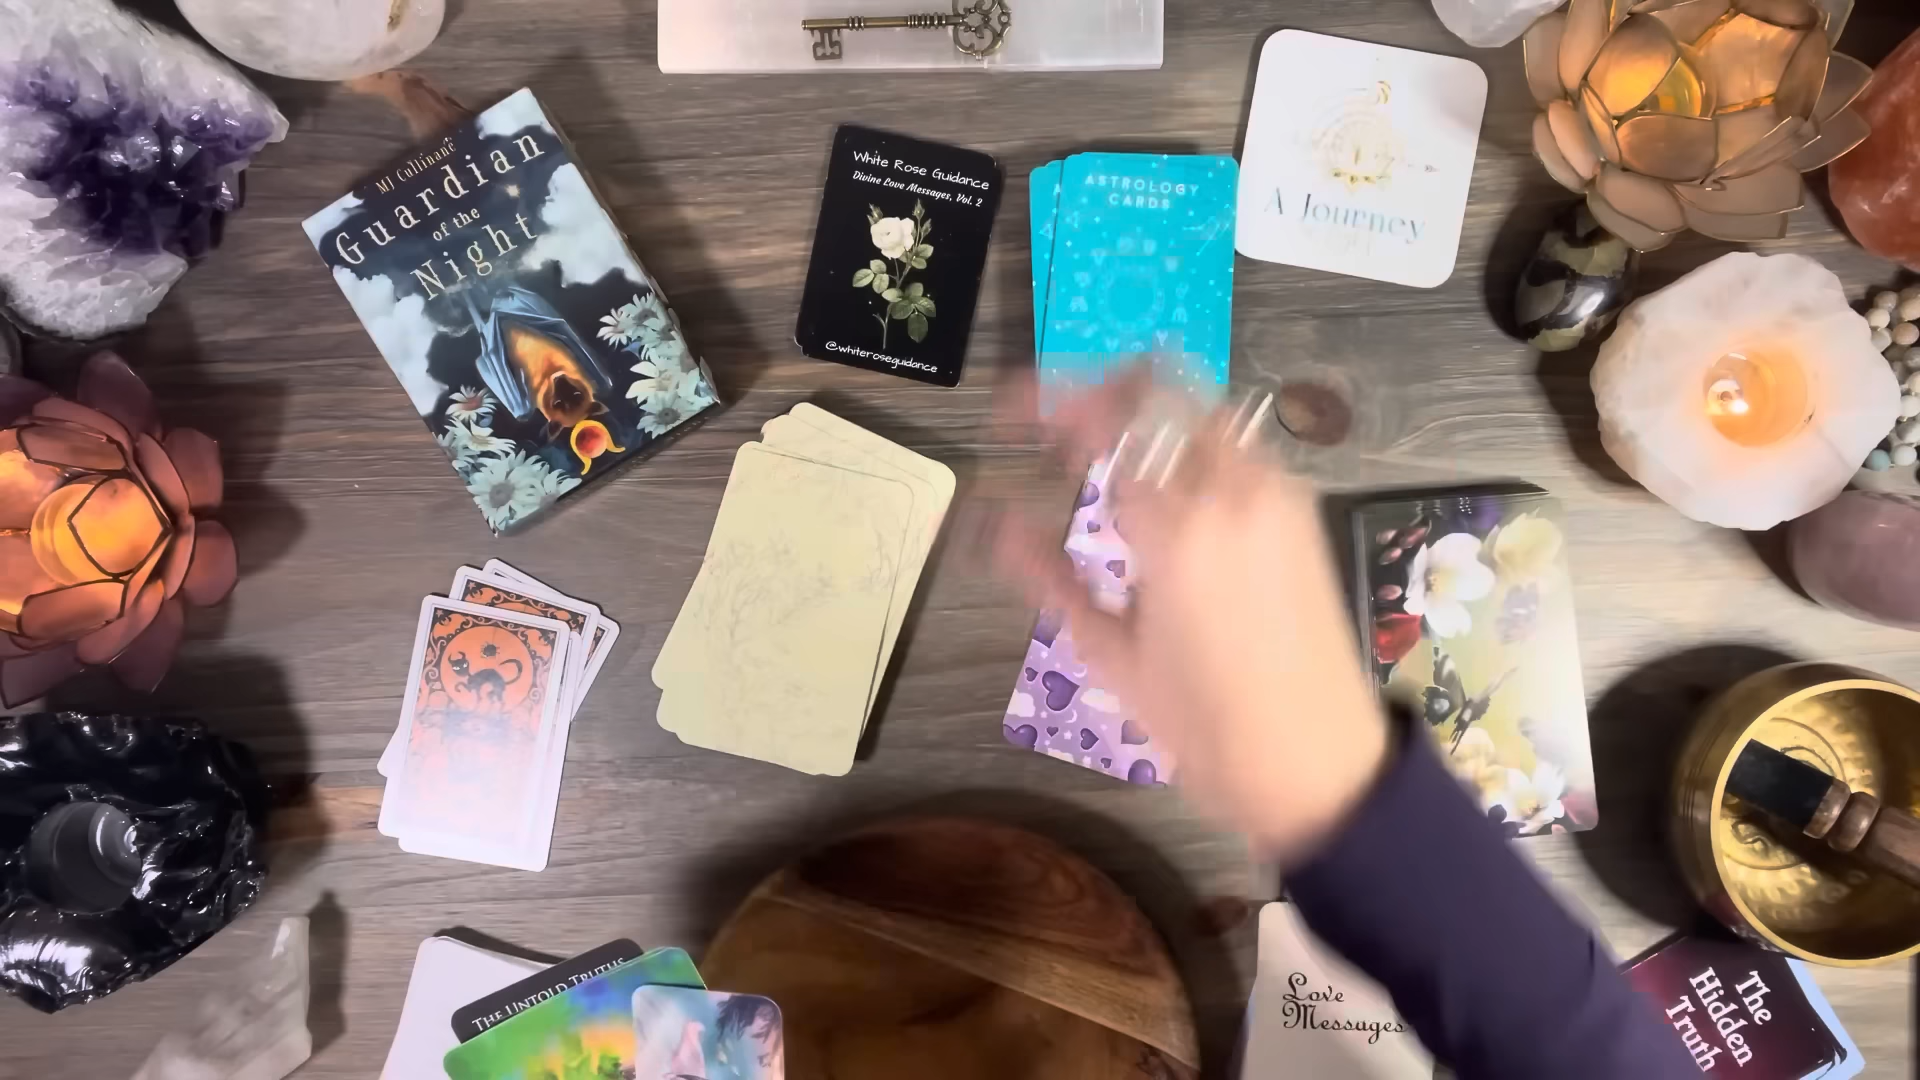 MJ Cullinane
Guardian
of the
Night
White Rose Guidance
Divine Love Messages, Vol. 2
@whiteroseguidance
ASTROLOGY
CARDS
A Journey
THE UNTOLD TRUTHS
Love
Messages
The
Hidden
Truth